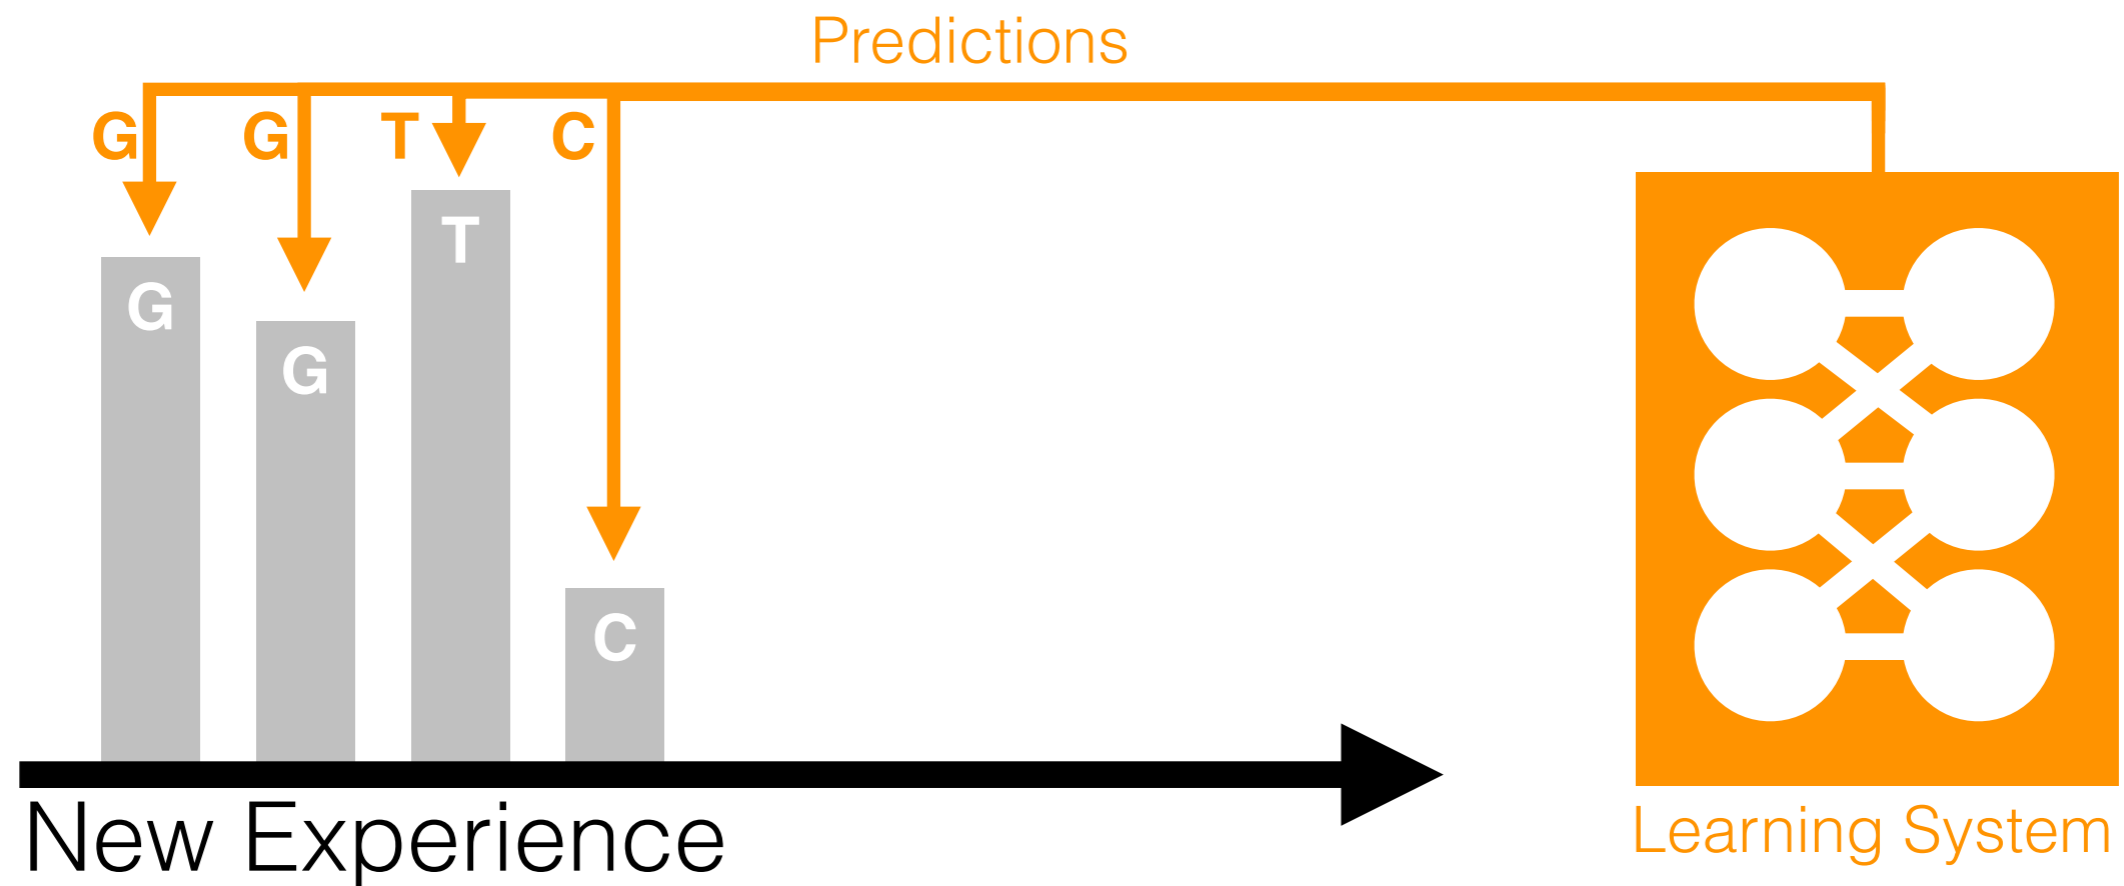 Predictions
G G T C
G
G
T
C
New Experience
Learning System